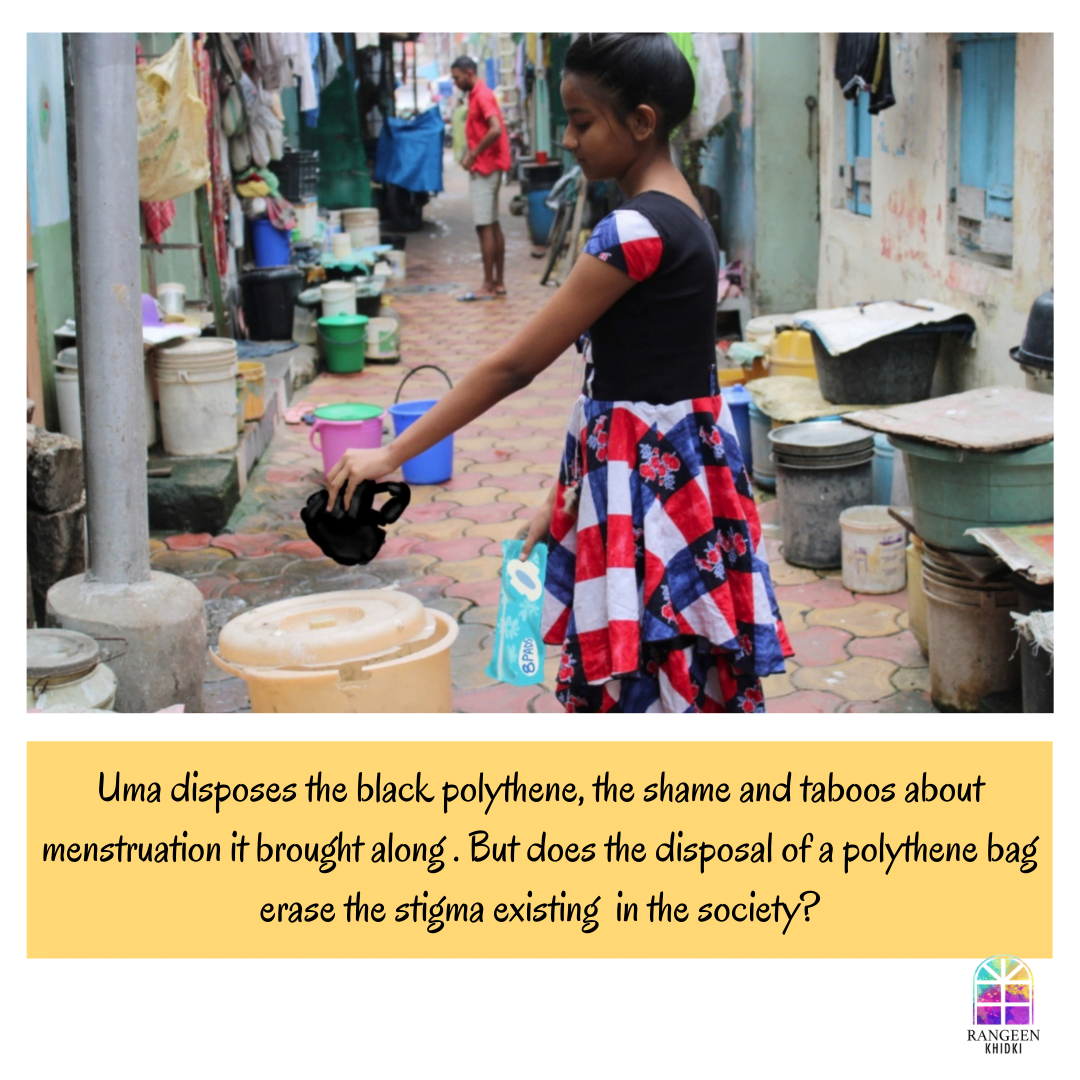 BPADS
Uma disposes the black polythene, the shame and taboos about
menstruation it brought along . But does the disposal of a polythene bag
erase the stigma existing in the society?
RANGEEN
KHIDKI